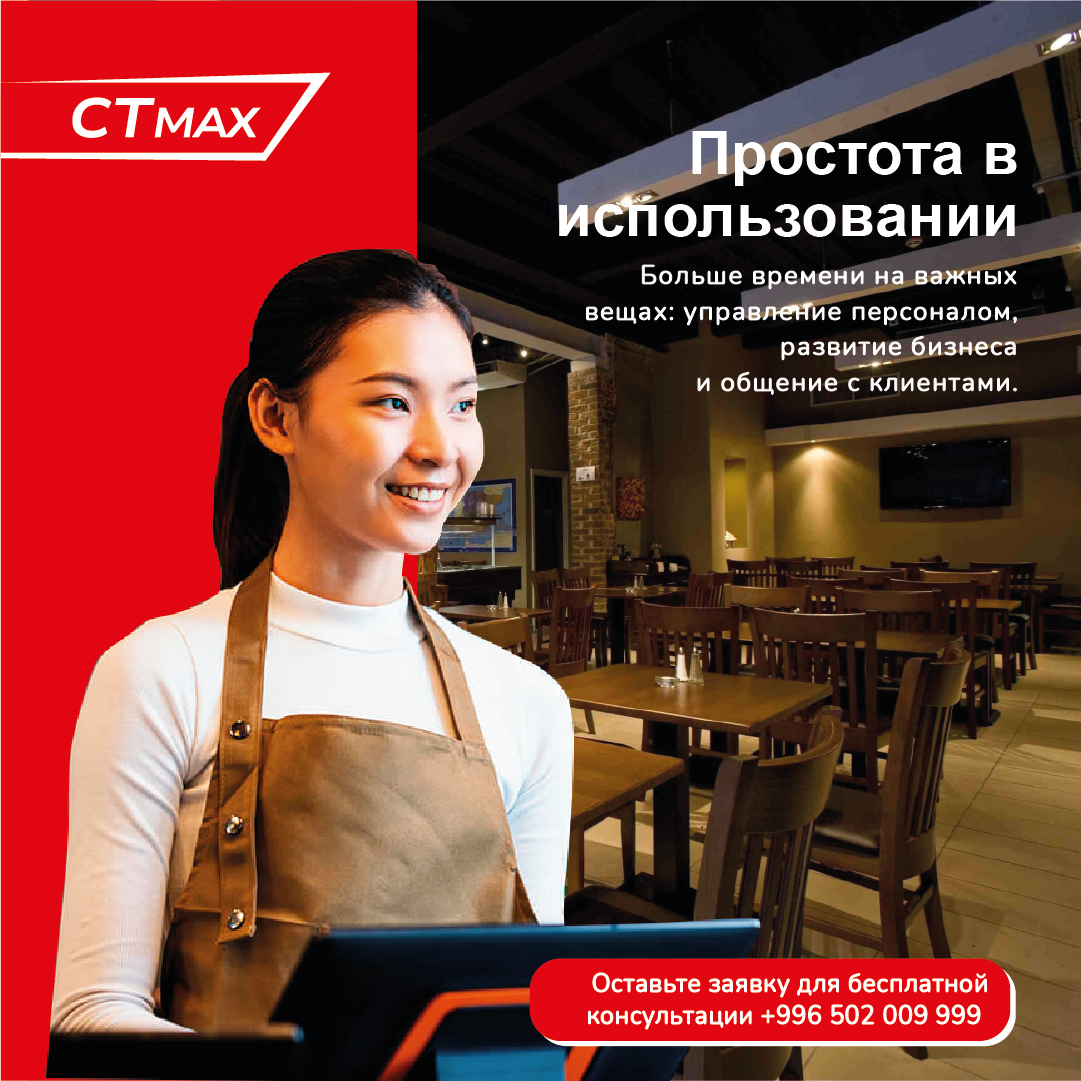 CTMAX
Простота в
использовании
Больше времени на важных
вещах: управление персоналом,
развитие бизнеса
и общение с клиентами.
Оставьте заявку для бесплатной
консультации +996 502 009 999